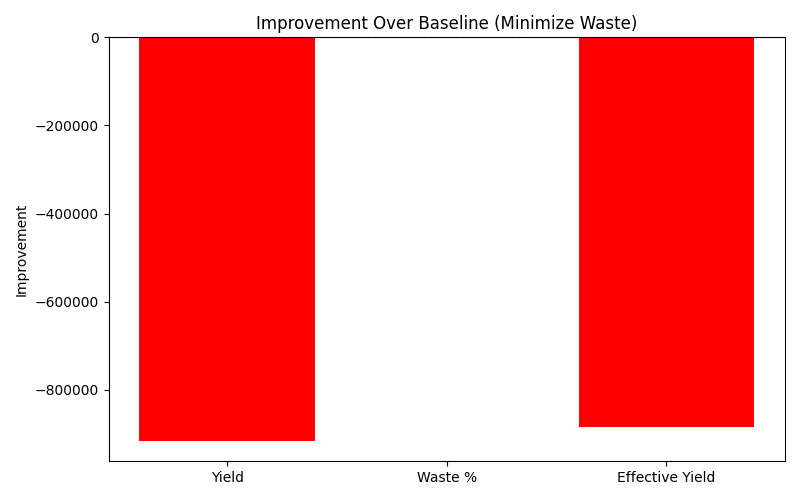 Improvement Over Baseline (Minimize Waste)
0
−200000
−400000
−600000
−800000
Improvement
Yield
Waste %
Effective Yield